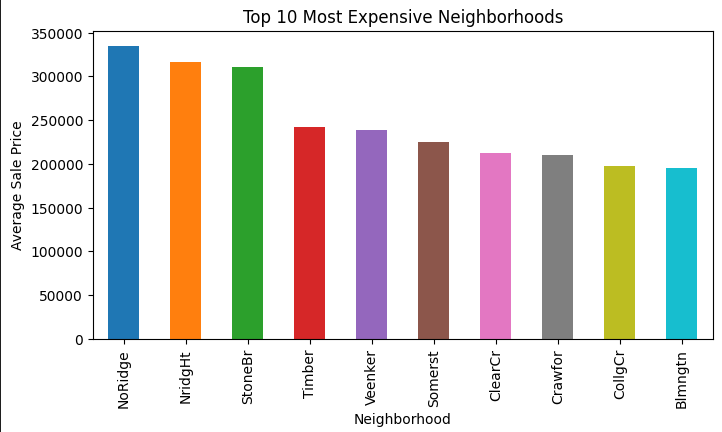 Top 10 Most Expensive Neighborhoods
350000
300000
250000
200000
150000
100000
50000
0
Average Sale Price
NoRidge
NridgHt
StoneBr
Timber
Veenker
Somerst
ClearCr
Crawfor
CollgCr
Blmngtn
Neighborhood